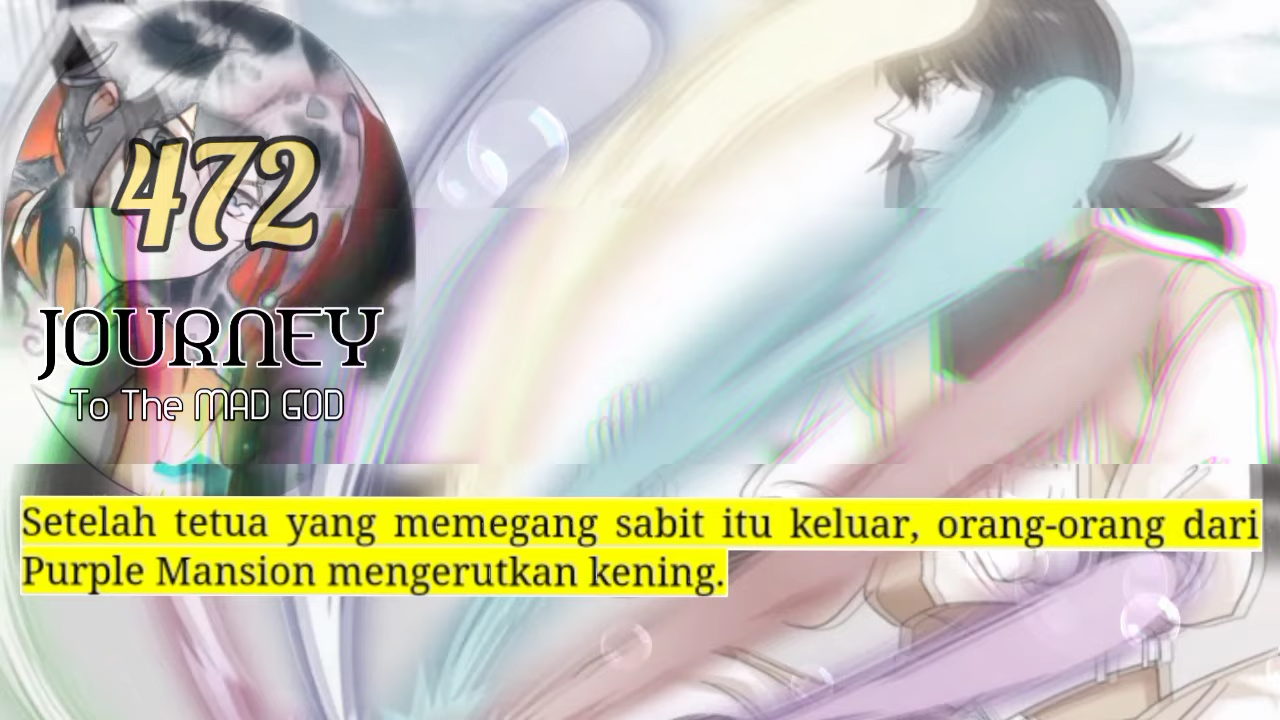 472
JOURNEY
To The MAD GOD
Setelah tetua yang memegang sabit itu keluar, orang-orang dari
Purple Mansion mengerutkan kening.